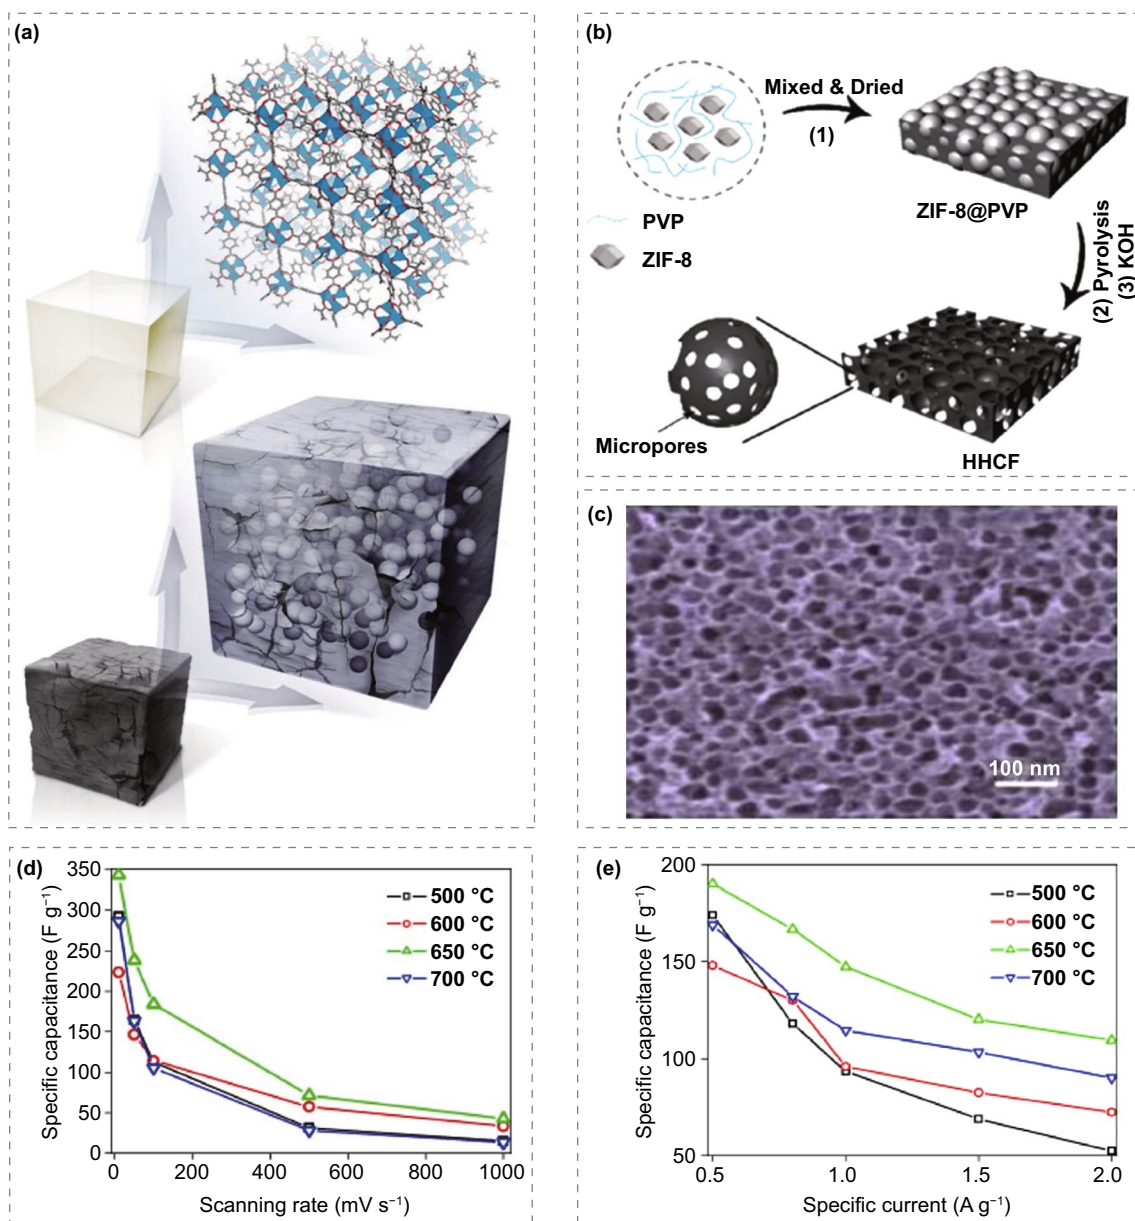 (a)
(b)
Mixed & Dried
(1)
PVP
ZIF-8
ZIF-8@PVP
(2) Pyrolysis
(3) KOH
Micropores
HHCF
(c)
100 nm
(d)
350
300
250
200
150
100
50
0
Specific capacitance (F g⁻¹)
500 °C
600 °C
650 °C
700 °C
0 200 400 600 800 1000
Scanning rate (mV s⁻¹)
(e)
200
150
100
50
Specific capacitance (F g⁻¹)
500 °C
600 °C
650 °C
700 °C
0.5 1.0 1.5 2.0
Specific current (A g⁻¹)